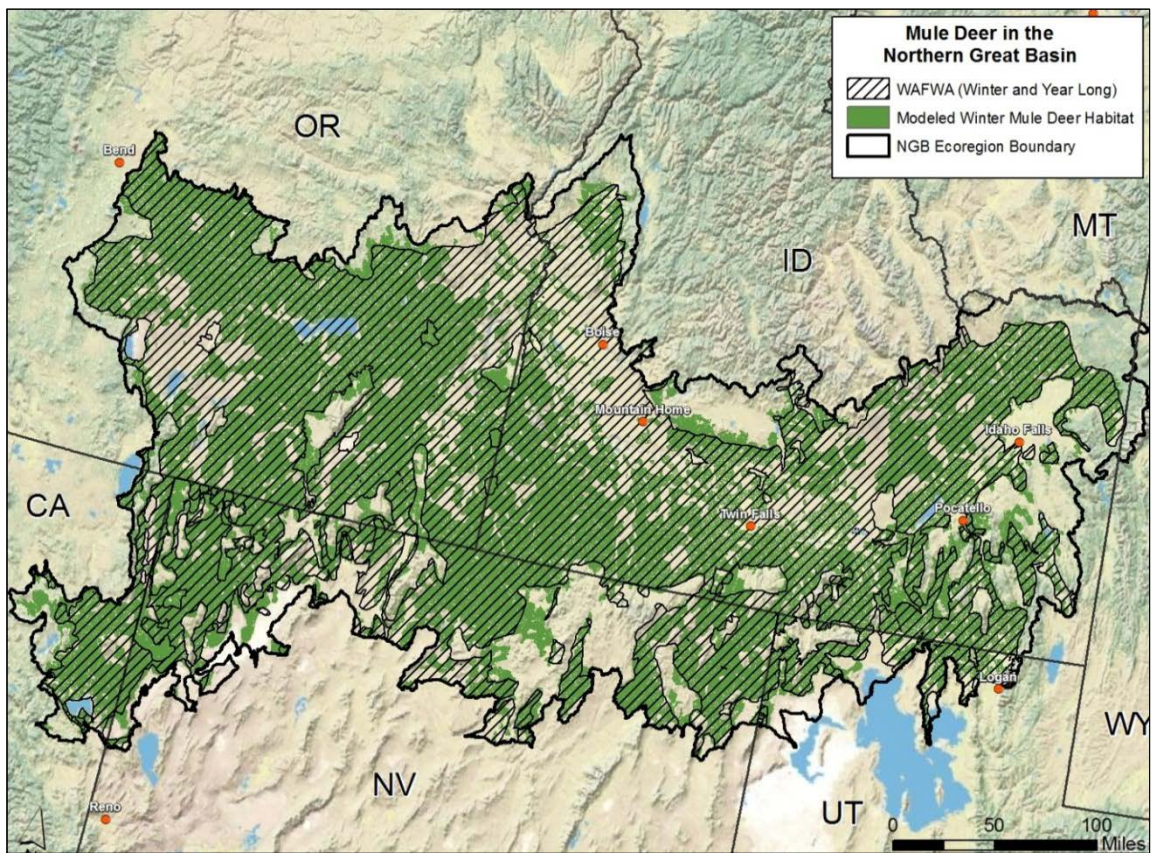 Mule Deer in the
Northern Great Basin
WAFWA (Winter and Year Long)
Modeled Winter Mule Deer Habitat
NGB Ecoregion Boundary
OR
Bend
MT
ID
Boise
Mountain Home
Idaho Falls
CA
Twin Falls
Pocatello
Logan
WY
NV
Reno
UT
0 50 100
Miles